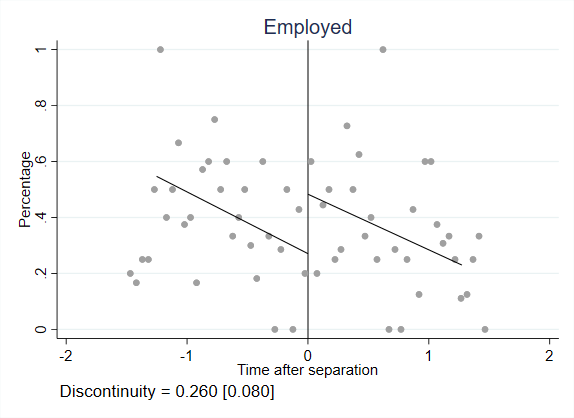 Employed
Percentage
1
.8
.6
.4
.2
0
-2 -1 0 1 2
Time after separation
Discontinuity = 0.260 [0.080]